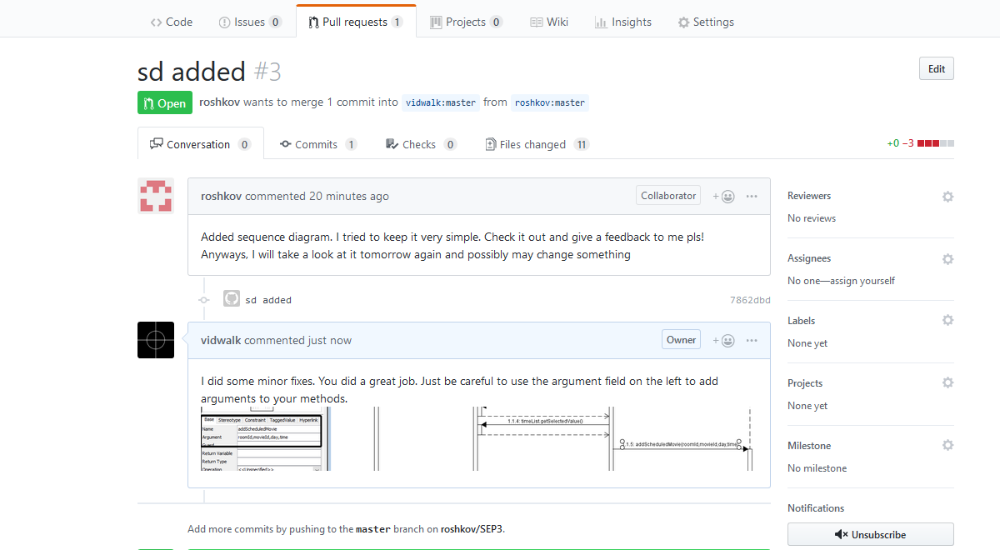 Code Issues 0 Pull requests 1 Projects 0 Wiki Insights Settings
sd added #3
Edit
Open roshkov wants to merge 1 commit into vidwalk:master from roshkov:master
Conversation 0 Commits 1 Checks 0 Files changed 11
+0 −3
roshkov commented 20 minutes ago
Collaborator
Added sequence diagram. I tried to keep it very simple. Check it out and give a feedback to me pls!
Anyways, I will take a look at it tomorrow again and possibly may change something
sd added
7862dbd
vidwalk commented just now
Owner
I did some minor fixes. You did a great job. Just be careful to use the argument field on the left to add
arguments to your methods.
Base Stereotype Constraint TaggedValue Hyperlink
Name addScheduledMovie
Argument roomId,movieId,day,time
Guard
Return Variable
Return Type
Operation <<Unspecified>>
1.1.4: timeList.getSelectedValue()
1.5: addScheduledMovie(roomId,movieId,day,time)
Add more commits by pushing to the master branch on roshkov/SEP3.
Reviewers
No reviews
Assignees
No one—assign yourself
Labels
None yet
Projects
None yet
Milestone
No milestone
Notifications
Unsubscribe